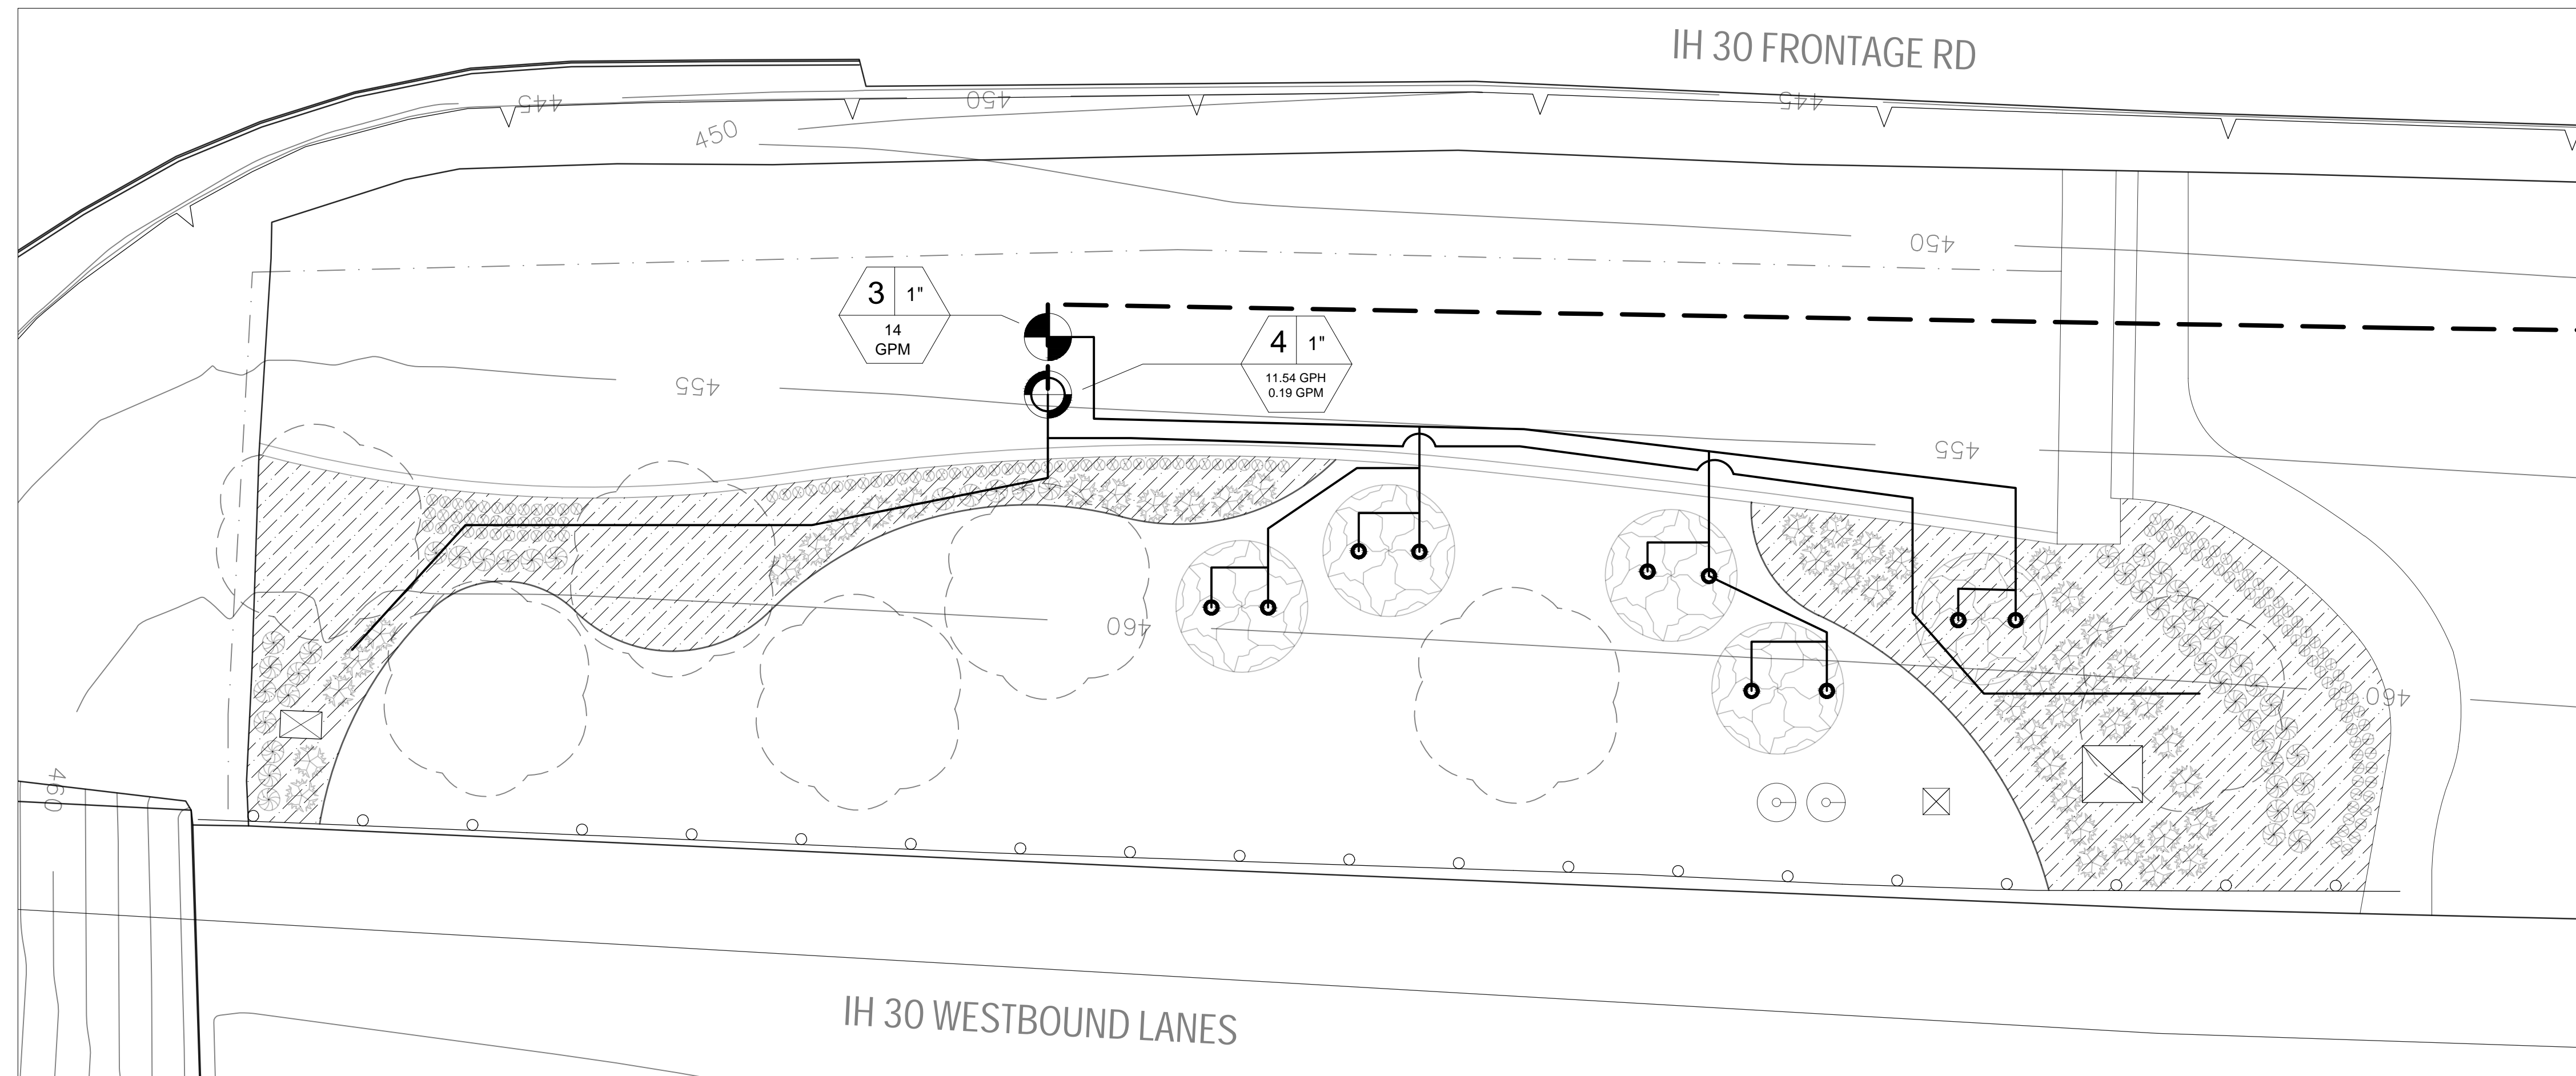 IH 30 FRONTAGE RD
445
450
445
450
450
3 1"
14
GPM
4 1"
11.54 GPH
0.19 GPM
455
455
460
460
460
IH 30 WESTBOUND LANES